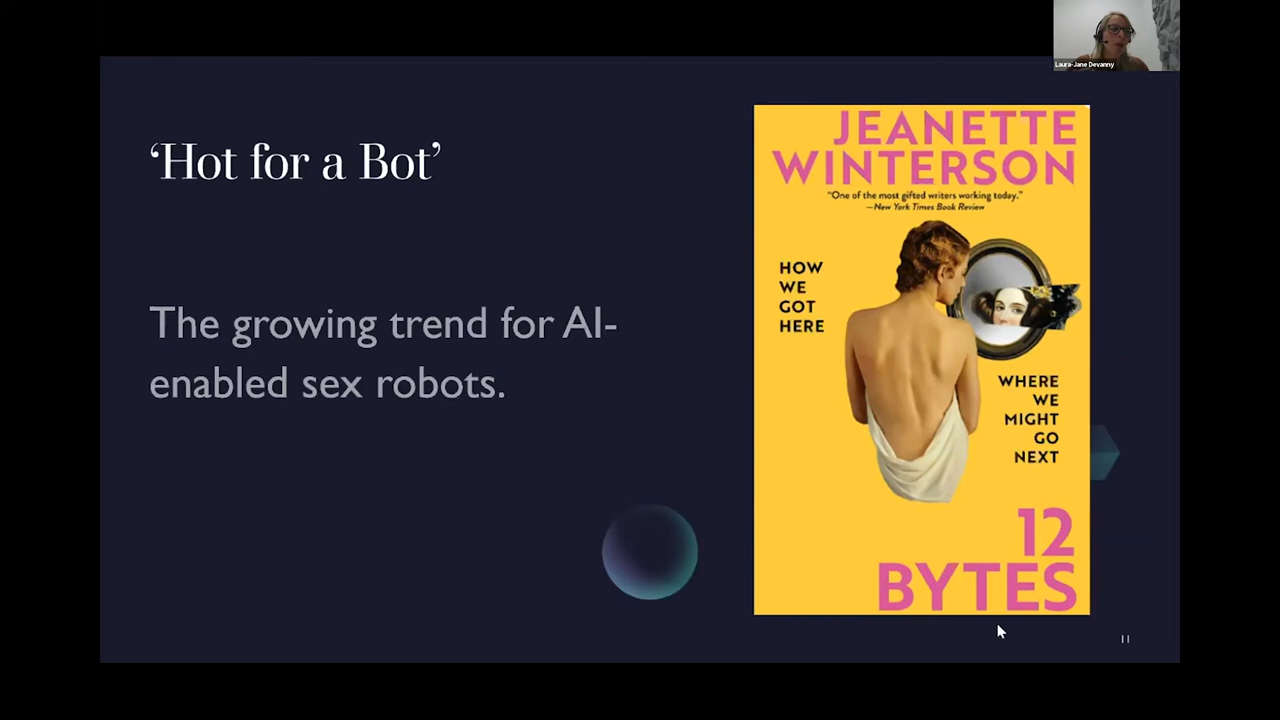 Laura-Jane Devanny
‘Hot for a Bot’
The growing trend for AI-
enabled sex robots.
JEANETTE
WINTERSON
“One of the most gifted writers working today.”
—New York Times Book Review
HOW
WE
GOT
HERE
WHERE
WE
MIGHT
GO
NEXT
12
BYTES
11